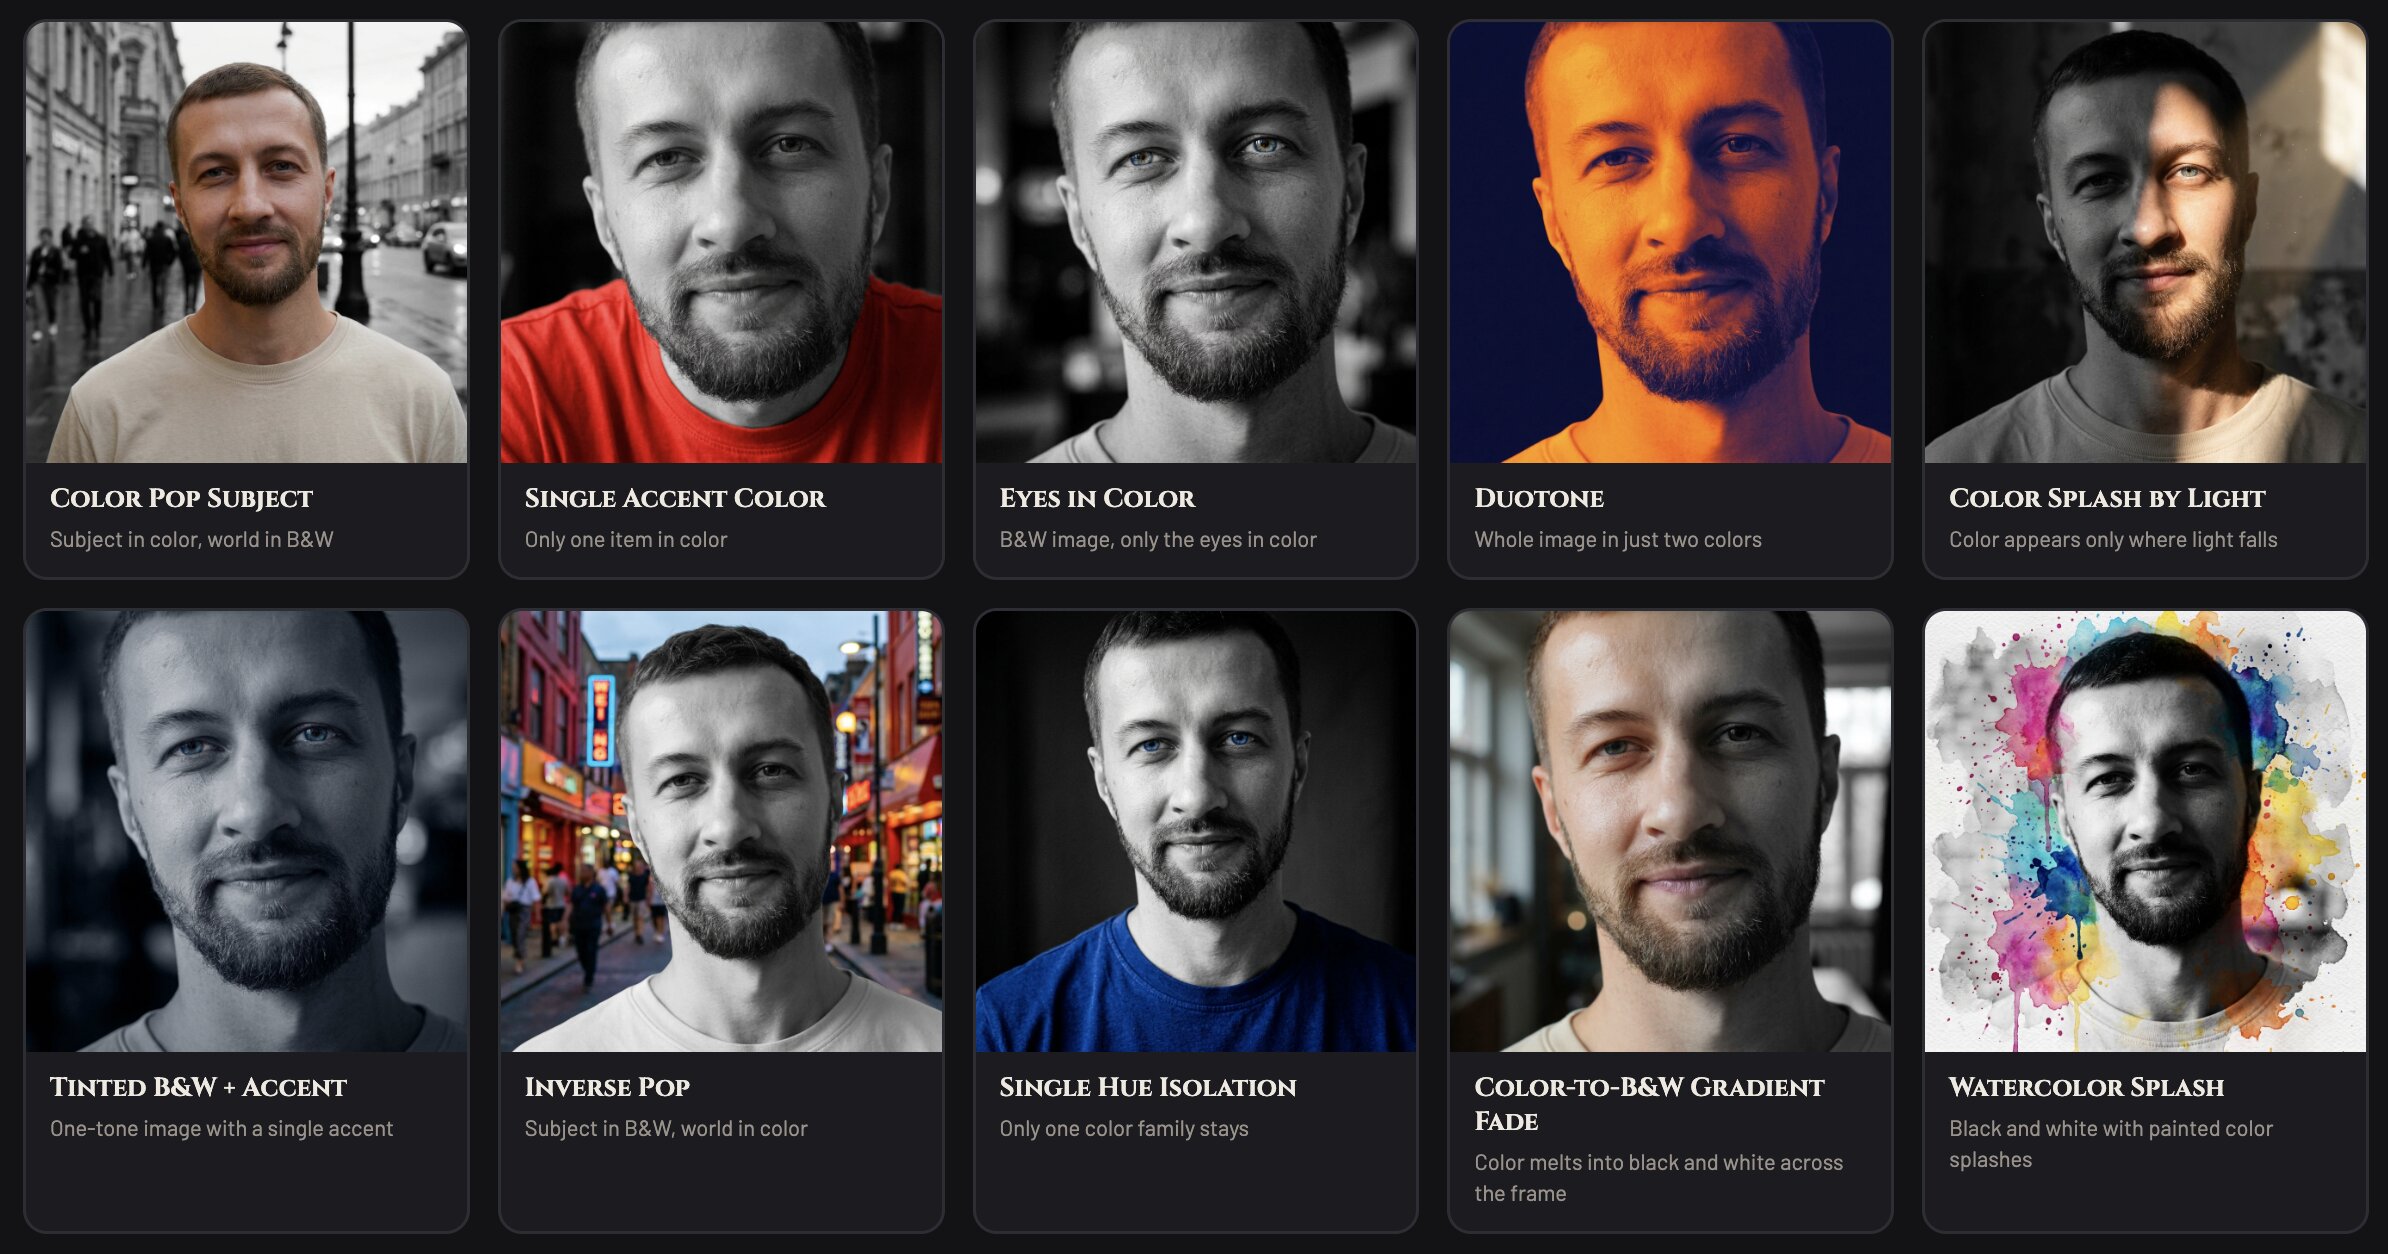 Color Pop Subject
Subject in color, world in B&W
Single Accent Color
Only one item in color
Eyes in Color
B&W image, only the eyes in color
Duotone
Whole image in just two colors
Color Splash by Light
Color appears only where light falls
Tinted B&W + Accent
One-tone image with a single accent
Inverse Pop
Subject in B&W, world in color
Single Hue Isolation
Only one color family stays
Color-to-B&W Gradient
Fade
Color melts into black and white across
the frame
Watercolor Splash
Black and white with painted color
splashes